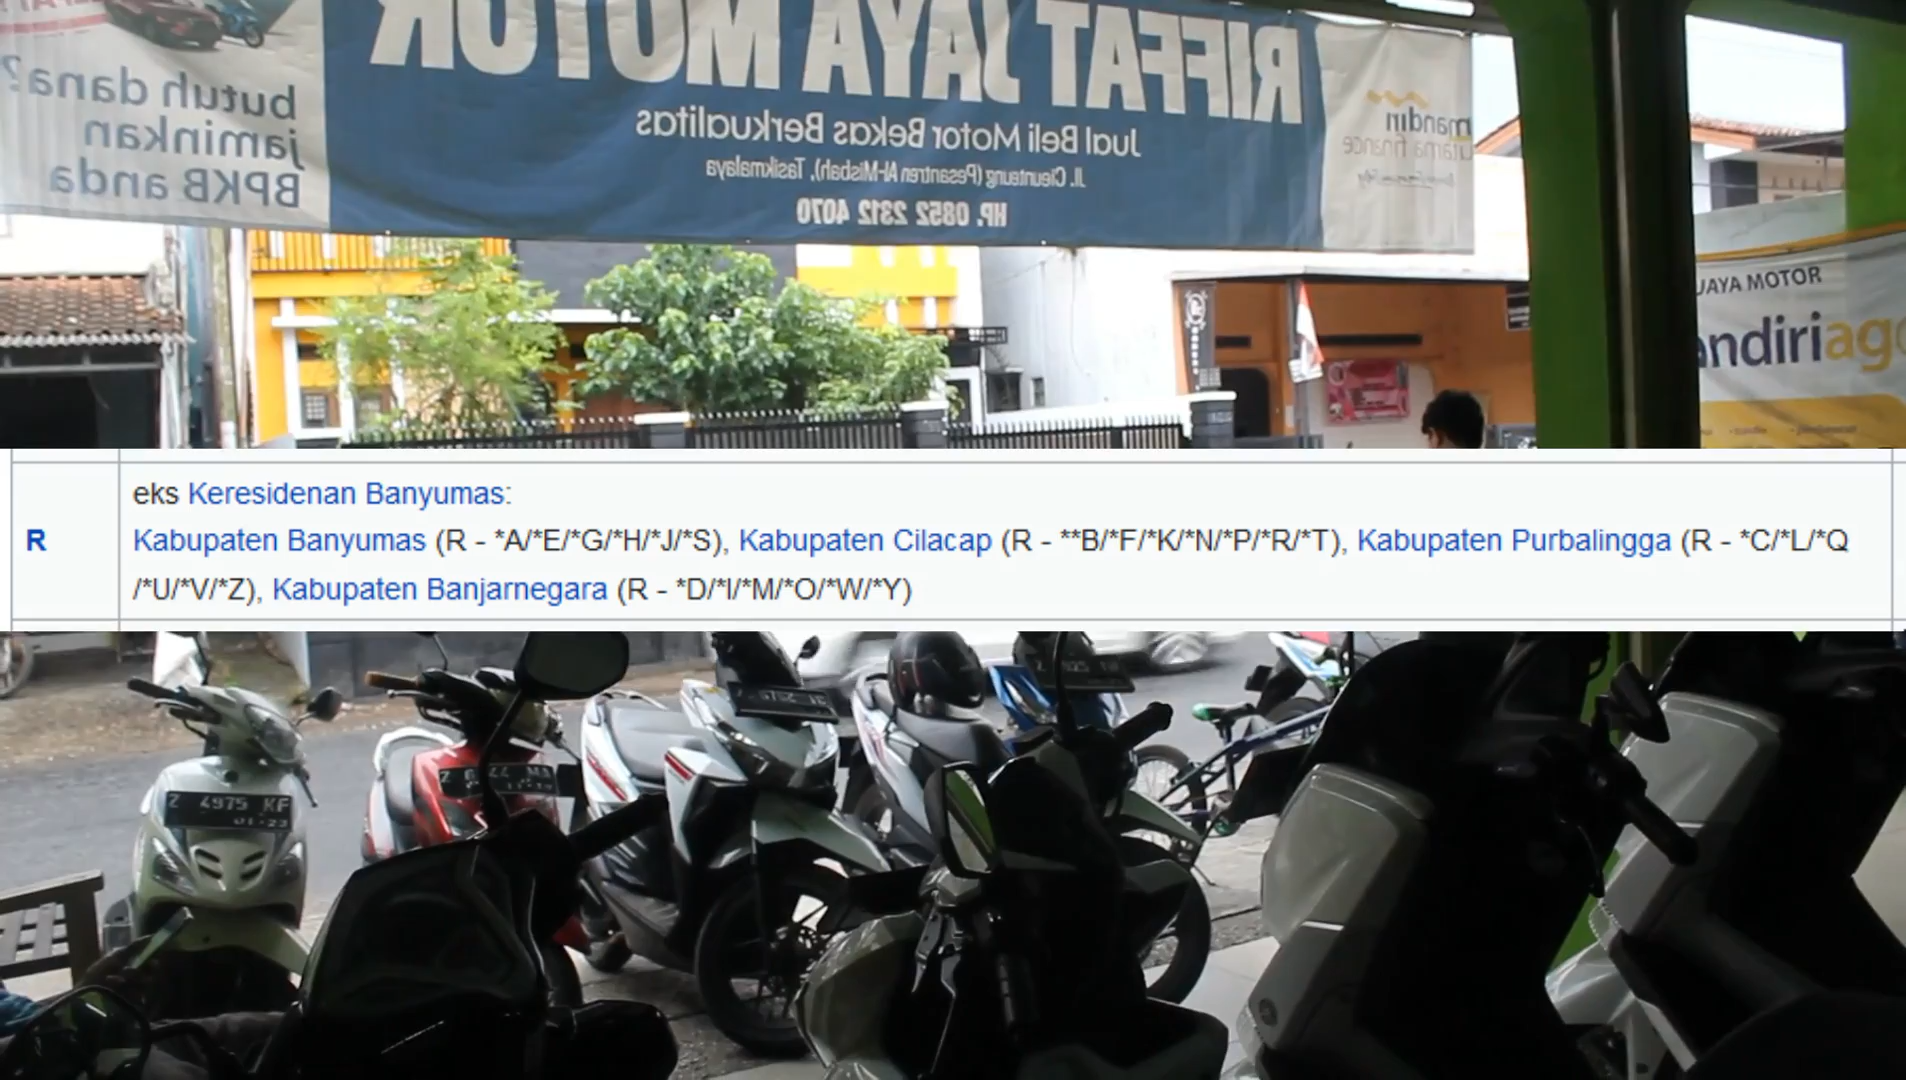 RIFFAT JAYA MOTOR
Jual Beli Motor Bekas Berkualitas
Jl. Cieunteung (Pesantren Al-Misbah), Tasikmalaya
HP. 0852 2312 4070
butuh dana?
jaminkan
BPKB anda
mandiri
utama finance
JAYA MOTOR
andiriag
R
eks Keresidenan Banyumas:
Kabupaten Banyumas (R - *A/*E/*G/*H/*J/*S), Kabupaten Cilacap (R - **B/*F/*K/*N/*P/*R/*T), Kabupaten Purbalingga (R - *C/*L/*Q
/*U/*V/*Z), Kabupaten Banjarnegara (R - *D/*I/*M/*O/*W/*Y)
Z 4975 KF
01·23